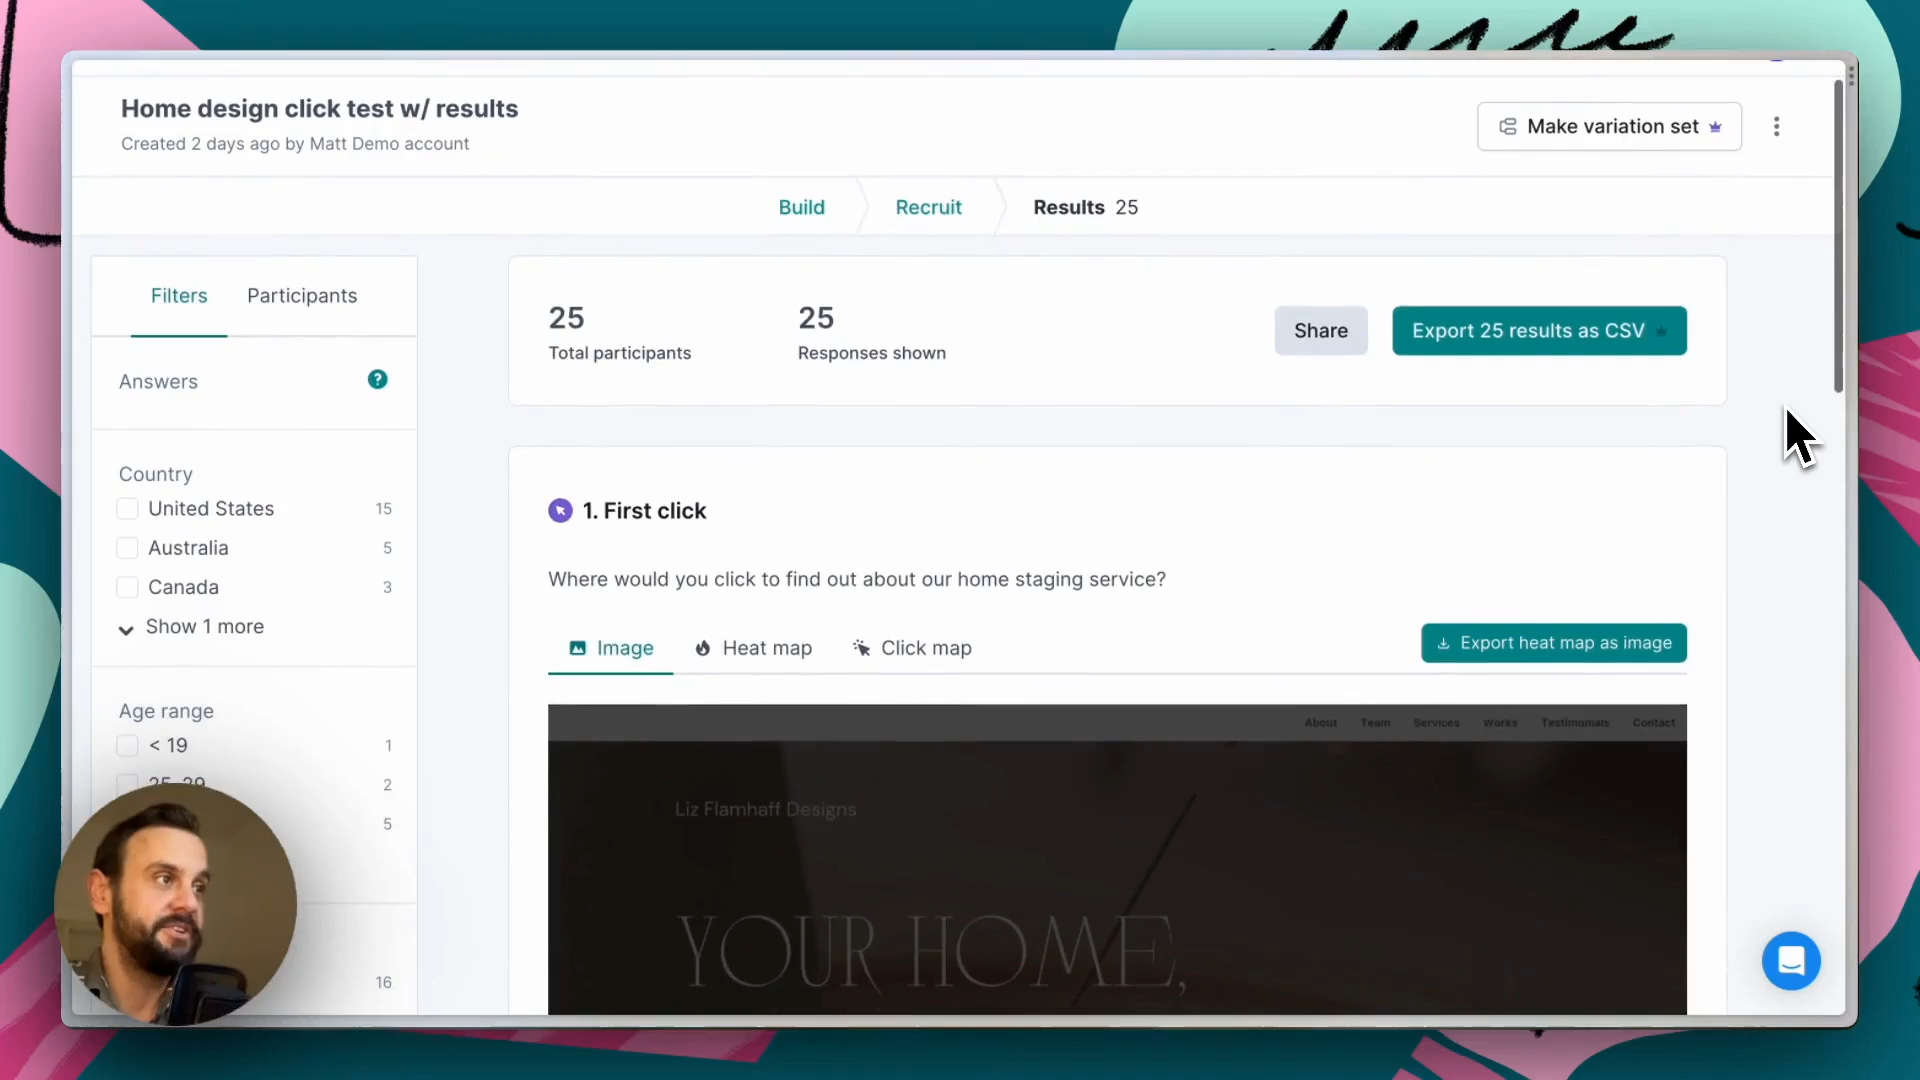 Home design click test w/ results
Created 2 days ago by Matt Demo account
Make variation set
Build
Recruit
Results 25
Filters
Participants
25
Total participants
25
Responses shown
Share
Export 25 results as CSV
Answers
?
Country
United States 15
Australia 5
Canada 3
Show 1 more
Age range
< 19 1
25-29 2
5
16
1. First click
Where would you click to find out about our home staging service?
Image
Heat map
Click map
Export heat map as image
About Team Services Works Testimonials Contact
Liz Flamhaff Designs
YOUR HOME,